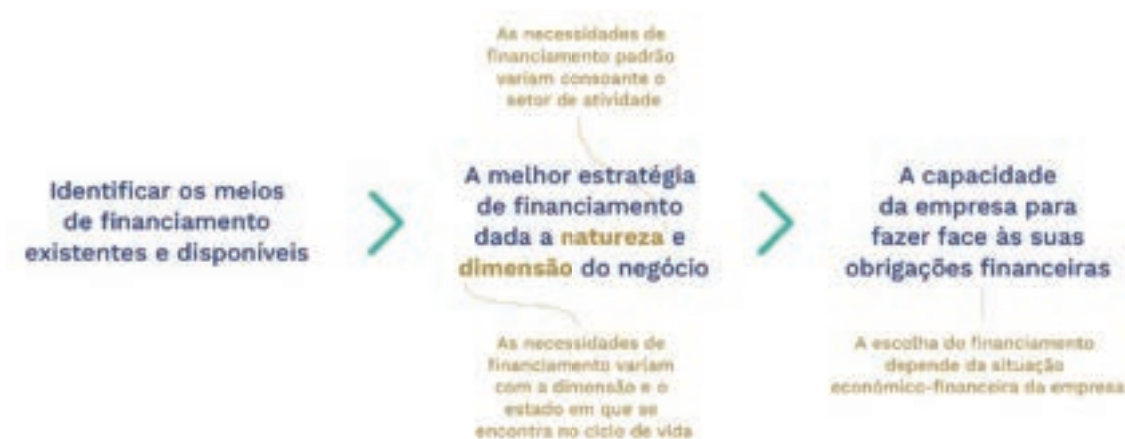 As necessidades de
financiamento padrão
variam consoante o
setor de atividade
Identificar os meios
de financiamento
existentes e disponíveis
A melhor estratégia
de financiamento
dada a natureza e
dimensão do negócio
A capacidade
da empresa para
fazer face às suas
obrigações financeiras
As necessidades de
financiamento variam
com a dimensão e o
estado em que se
encontra no ciclo de vida
A escolha do financiamento
depende da situação
económico-financeira da empresa